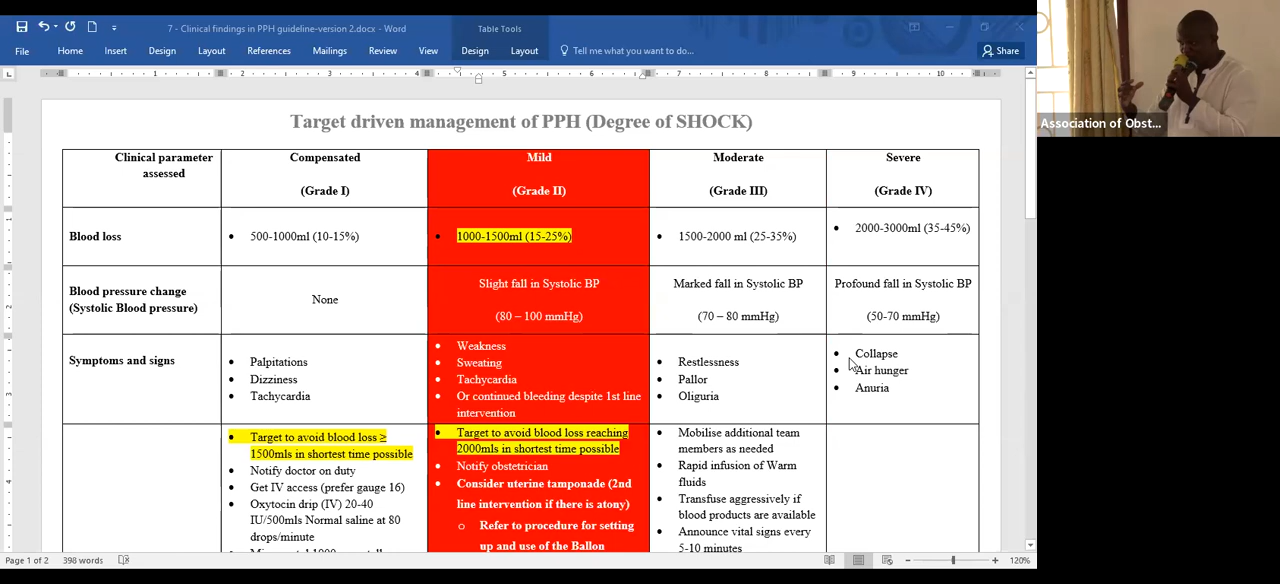 7 - Clinical findings in PPH guideline-version 2.docx - Word
Table Tools
File Home Insert Design Layout References Mailings Review View Design Layout Tell me what you want to do... Share
1 2 3 4 5 6 7 8 9 10
Association of Obst...
Target driven management of PPH (Degree of SHOCK)
Clinical parameter
assessed
Compensated
(Grade I)
Mild
(Grade II)
Moderate
(Grade III)
Severe
(Grade IV)
Blood loss
500-1000ml (10-15%)
1000-1500ml (15-25%)
1500-2000 ml (25-35%)
2000-3000ml (35-45%)
Blood pressure change
(Systolic Blood pressure)
None
Slight fall in Systolic BP
(80 – 100 mmHg)
Marked fall in Systolic BP
(70 – 80 mmHg)
Profound fall in Systolic BP
(50-70 mmHg)
Symptoms and signs
Palpitations
Dizziness
Tachycardia
Weakness
Sweating
Tachycardia
Or continued bleeding despite 1st line
intervention
Restlessness
Pallor
Oliguria
Collapse
Air hunger
Anuria
Target to avoid blood loss ≥
1500mls in shortest time possible
Notify doctor on duty
Get IV access (prefer gauge 16)
Oxytocin drip (IV) 20-40
IU/500mls Normal saline at 80
drops/minute
Target to avoid blood loss reaching
2000mls in shortest time possible
Notify obstetrician
Consider uterine tamponade (2nd
line intervention if there is atony)
Refer to procedure for setting
up and use of the Ballon
Mobilise additional team
members as needed
Rapid infusion of Warm
fluids
Transfuse aggressively if
blood products are available
Announce vital signs every
5-10 minutes
Page 1 of 2 398 words
120%